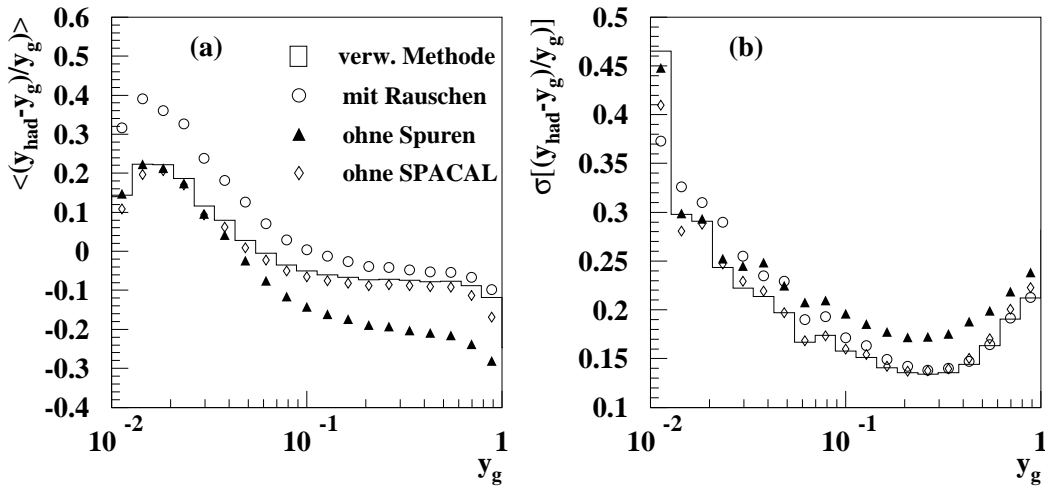 <(y_had-y_g)/y_g)>
0.6
0.5
0.4
0.3
0.2
0.1
0
-0.1
-0.2
-0.3
-0.4
(a)
verw. Methode
mit Rauschen
ohne Spuren
ohne SPACAL
10^-2
10^-1
1
y_g
σ[(y_had-y_g)/y_g)]
0.5
0.45
0.4
0.35
0.3
0.25
0.2
0.15
0.1
(b)
10^-2
10^-1
1
y_g